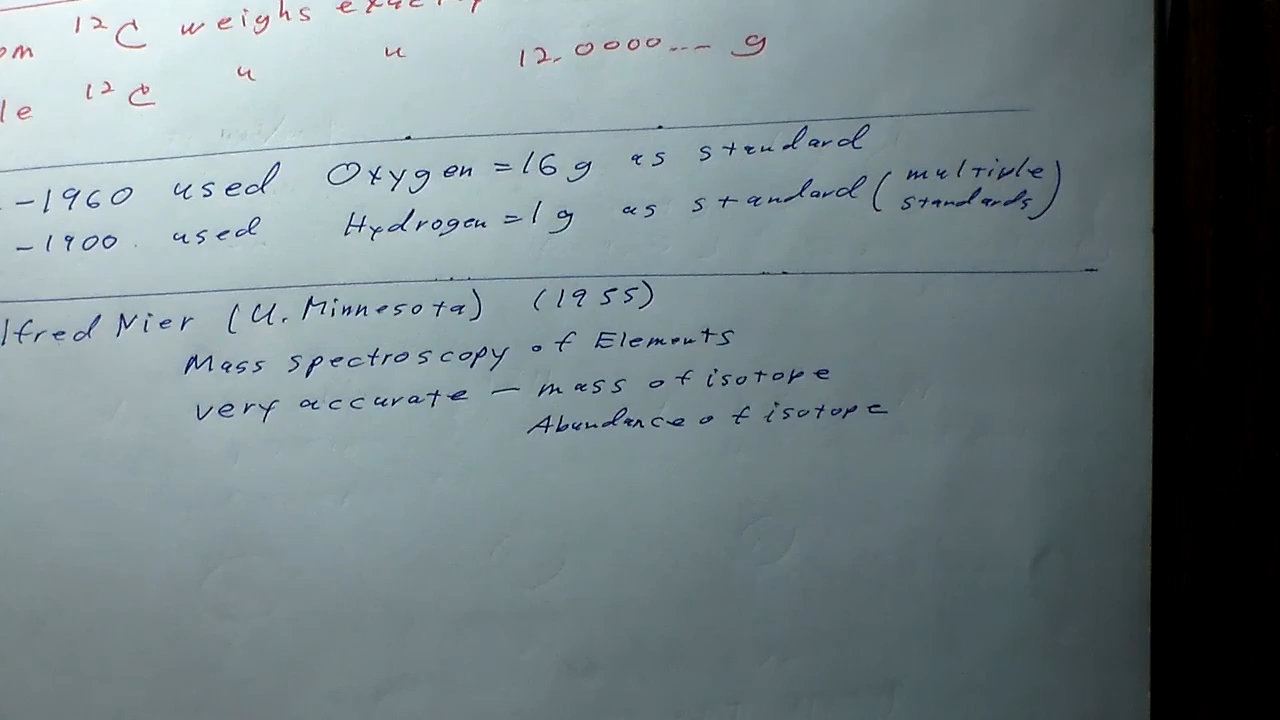 om ¹²C weighs exactly
le ¹²C " " 12.0000... g
-1960 used Oxygen = 16 g as standard
-1900 used Hydrogen = 1 g as standard (multiple standards)
lfred Nier (U. Minnesota) (1955)
Mass spectroscopy of Elements
very accurate — mass of isotope
Abundance of isotope